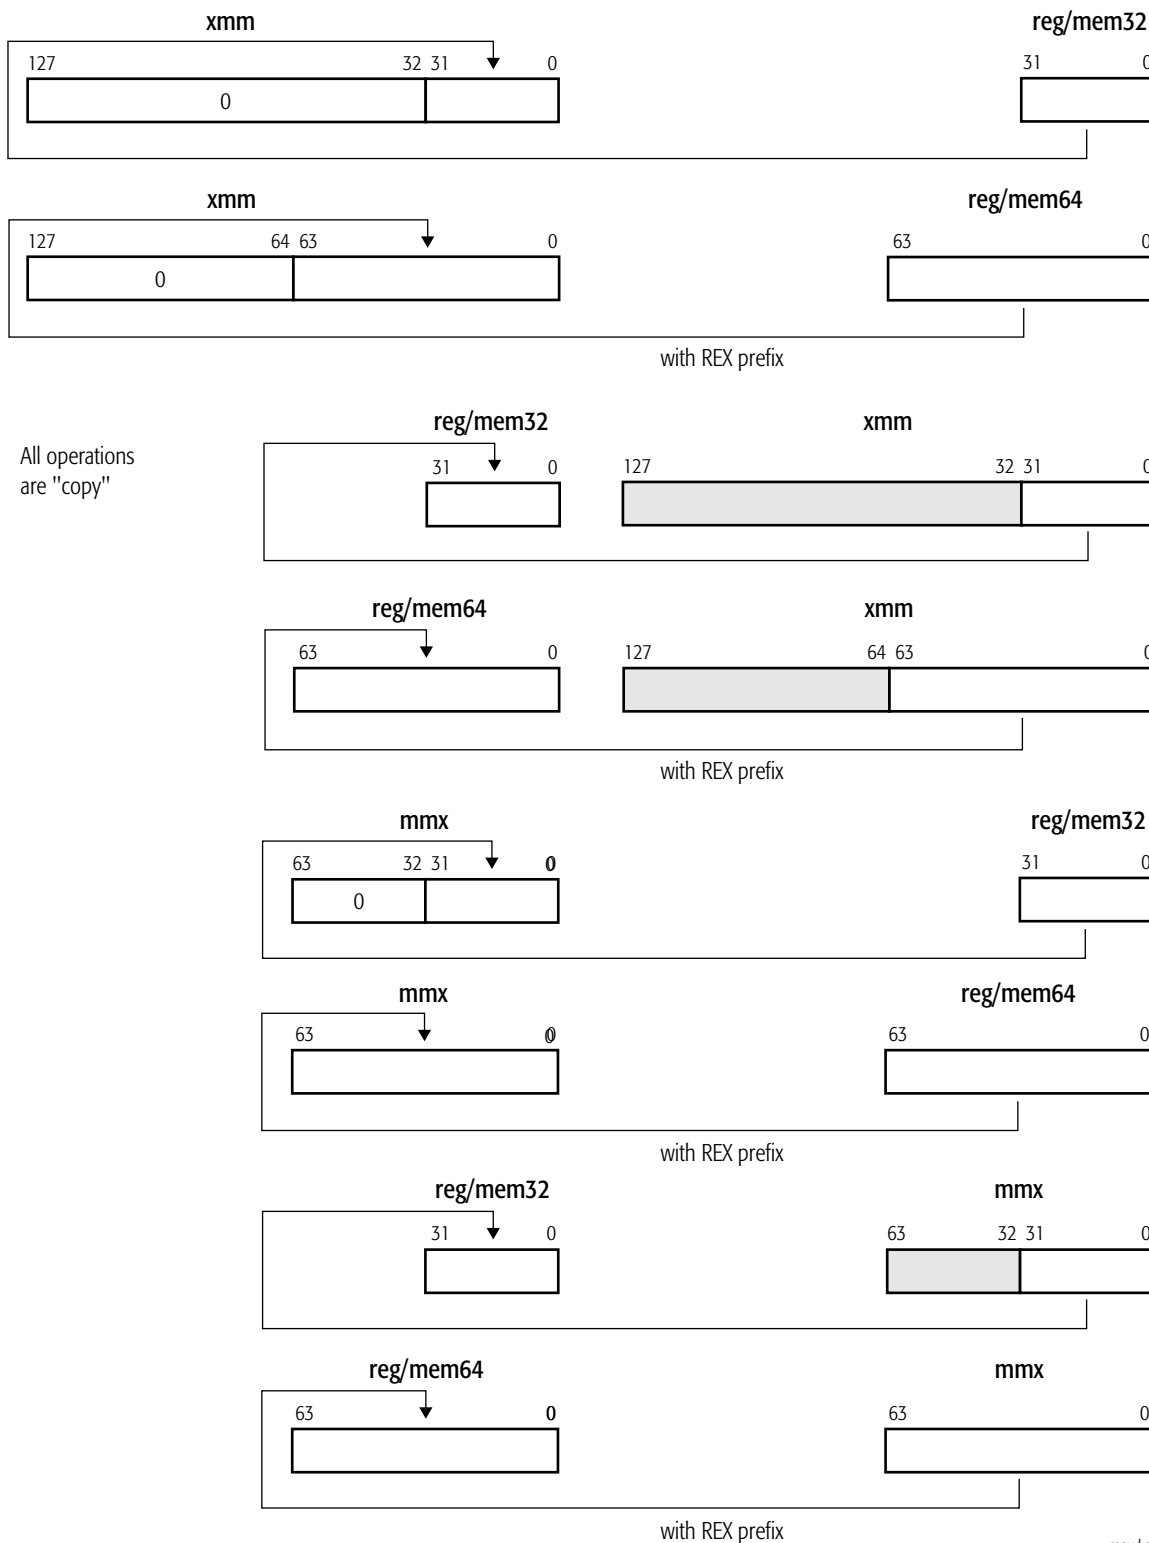 xmm reg/mem32
127 32 31 0 31 0
0
xmm reg/mem64
127 64 63 0 63 0
0
with REX prefix
reg/mem32 xmm
All operations
are "copy"
31 0 127 32 31 0
reg/mem64 xmm
63 0 127 64 63 0
with REX prefix
mmx reg/mem32
63 32 31 0 31 0
0
mmx reg/mem64
63 0 63 0
with REX prefix
reg/mem32 mmx
31 0 63 32 31 0
reg/mem64 mmx
63 0 63 0
with REX prefix